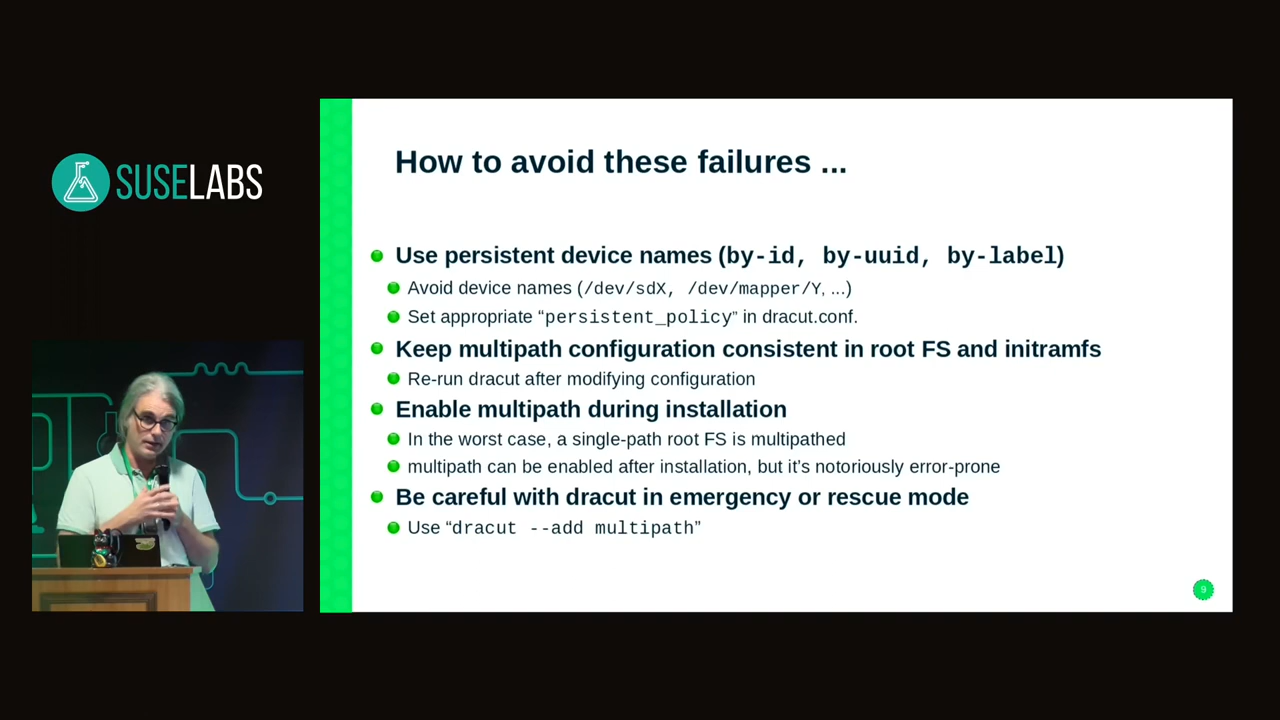 SUSELABS
How to avoid these failures ...
Use persistent device names (by-id, by-uuid, by-label)
Avoid device names (/dev/sdX, /dev/mapper/Y, ...)
Set appropriate “persistent_policy” in dracut.conf.
Keep multipath configuration consistent in root FS and initramfs
Re-run dracut after modifying configuration
Enable multipath during installation
In the worst case, a single-path root FS is multipathed
multipath can be enabled after installation, but it’s notoriously error-prone
Be careful with dracut in emergency or rescue mode
Use “dracut --add multipath”
9